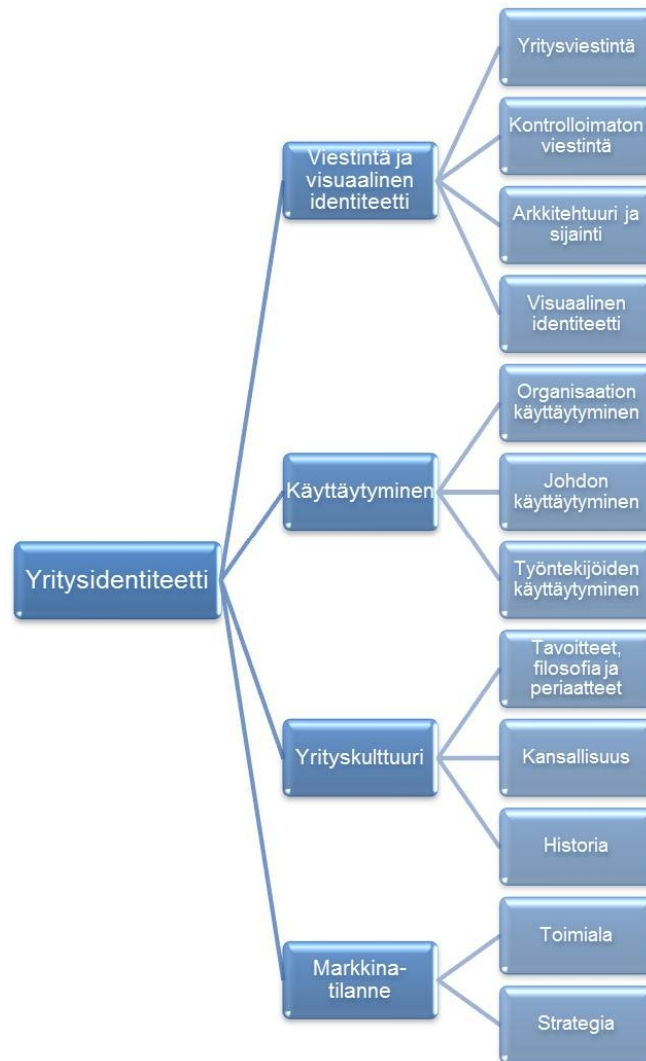 Yritysidentiteetti
Viestintä ja
visuaalinen
identiteetti
Yritysviestintä
Kontrolloimaton
viestintä
Arkkitehtuuri ja
sijainti
Visuaalinen
identiteetti
Käyttäytyminen
Organisaation
käyttäytyminen
Johdon
käyttäytyminen
Työntekijöiden
käyttäytyminen
Yrityskulttuuri
Tavoitteet,
filosofia ja
periaatteet
Kansallisuus
Historia
Markkina-
tilanne
Toimiala
Strategia